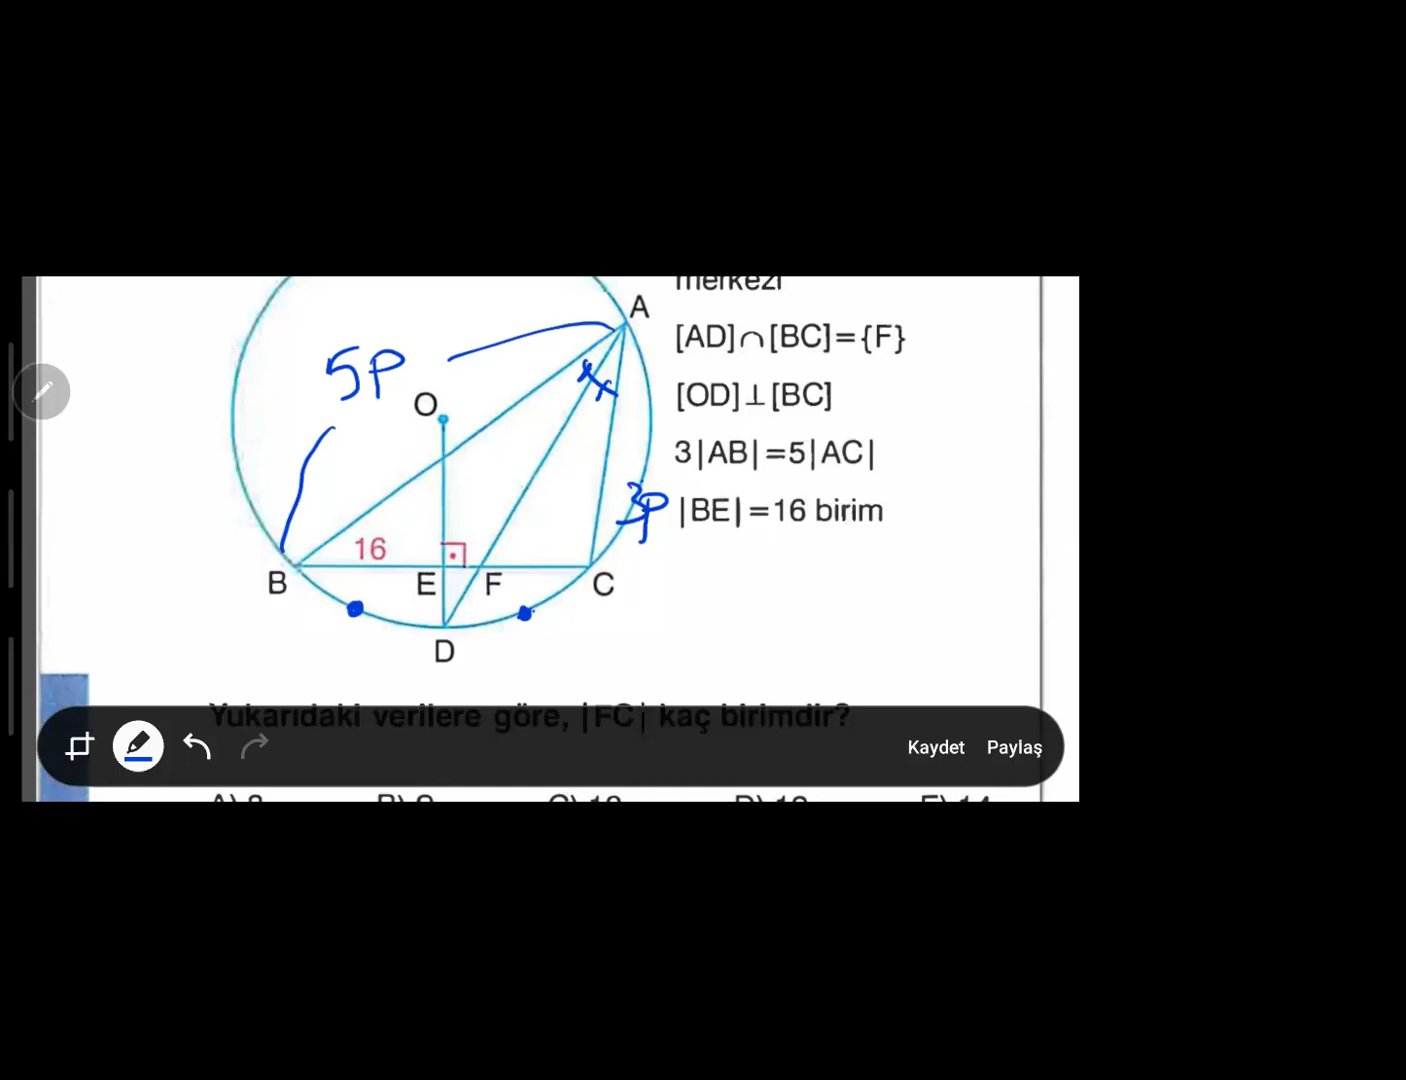 merkezi
A
[AD]∩[BC]={F}
5P
[OD]⊥[BC]
O
3|AB|=5|AC|
3P
|BE|=16 birim
16
B
E
F
C
D
Yukarıdaki verilere göre, |FC| kaç birimdir?
Kaydet
Paylaş